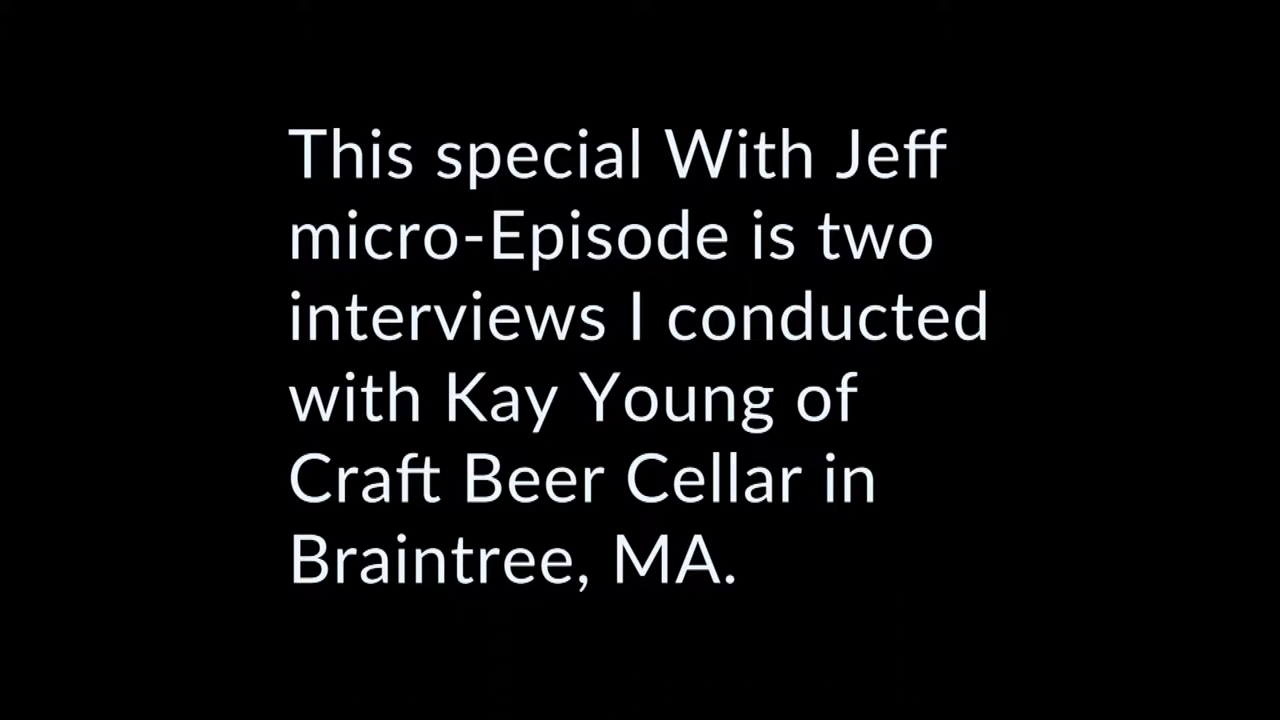 This special With Jeff
micro-Episode is two
interviews I conducted
with Kay Young of
Craft Beer Cellar in
Braintree, MA.